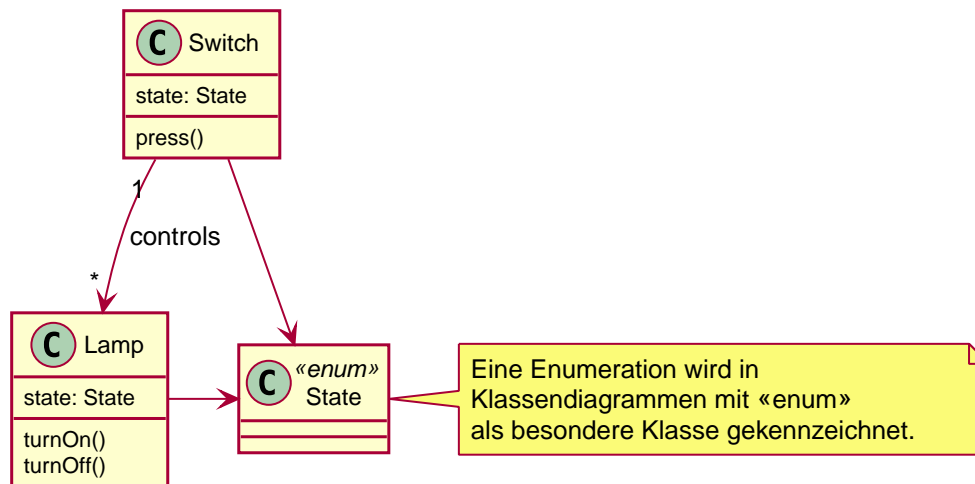 C Switch
state: State
press()
1
controls
*
C Lamp
state: State
turnOn()
turnOff()
C «enum»
State
Eine Enumeration wird in
Klassendiagrammen mit «enum»
als besondere Klasse gekennzeichnet.